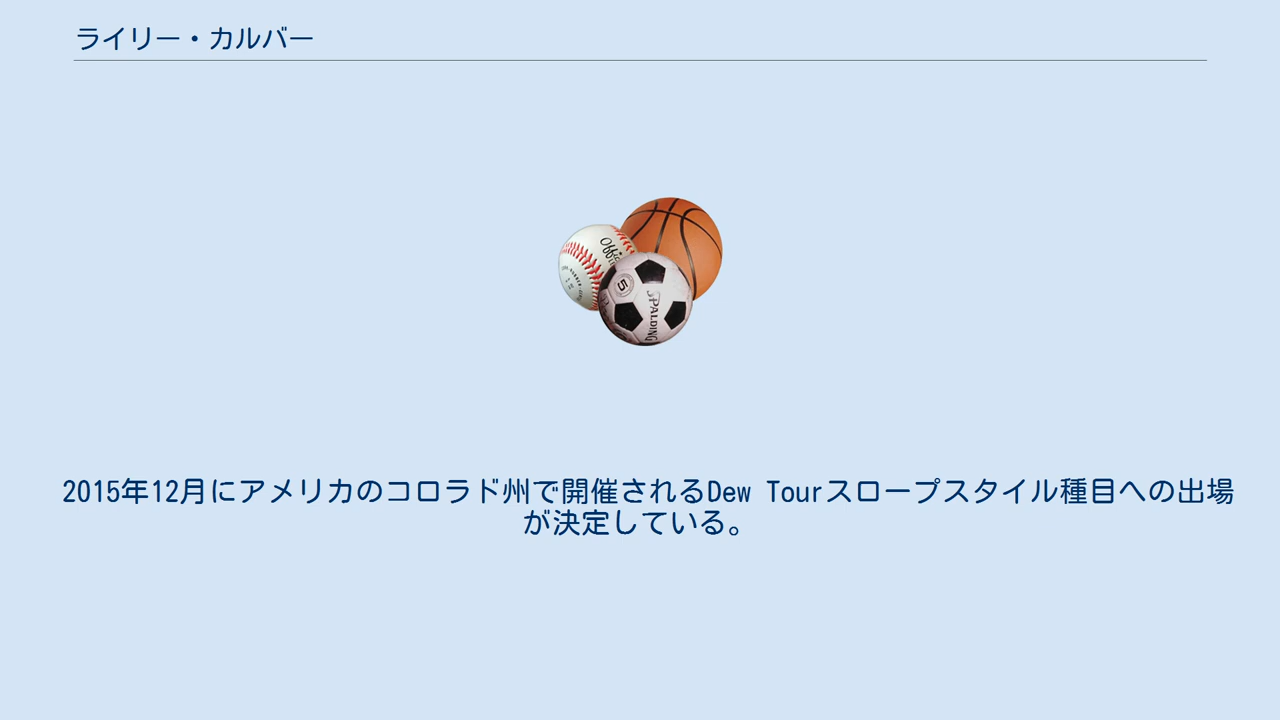 ライリー・カルバー
Offic
5
SPALDING
2015年12月にアメリカのコロラド州で開催されるDew Tourスロープスタイル種目への出場
が決定している。